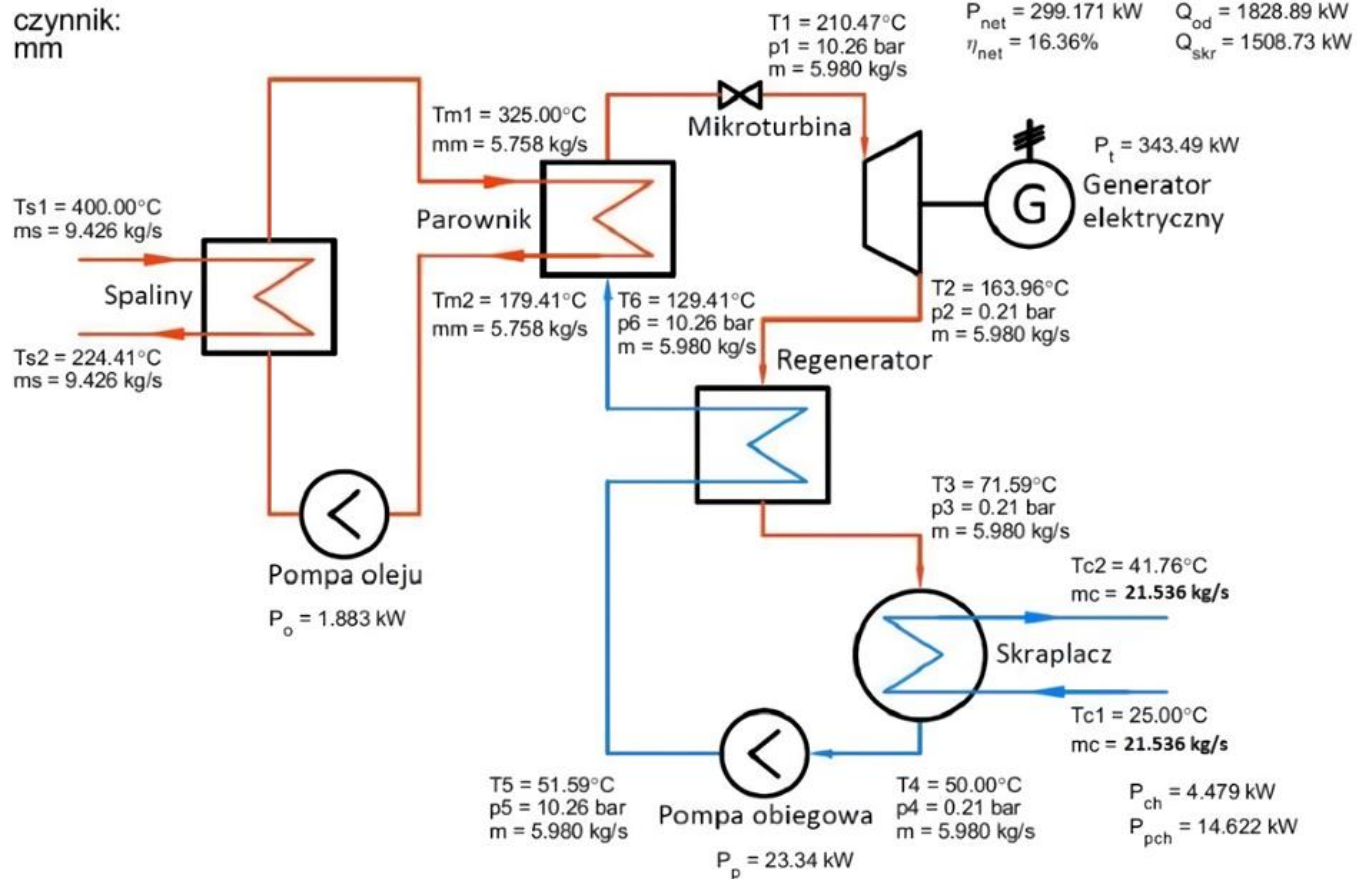 czynnik:
mm
T1 = 210.47°C
p1 = 10.26 bar
m = 5.980 kg/s
P_net = 299.171 kW
η_net = 16.36%
Q_od = 1828.89 kW
Q_skr = 1508.73 kW
Tm1 = 325.00°C
mm = 5.758 kg/s
Mikroturbina
P_t = 343.49 kW
Generator
elektryczny
G
Ts1 = 400.00°C
ms = 9.426 kg/s
Parownik
Spaliny
Ts2 = 224.41°C
ms = 9.426 kg/s
Tm2 = 179.41°C
mm = 5.758 kg/s
T6 = 129.41°C
p6 = 10.26 bar
m = 5.980 kg/s
T2 = 163.96°C
p2 = 0.21 bar
m = 5.980 kg/s
Regenerator
T3 = 71.59°C
p3 = 0.21 bar
m = 5.980 kg/s
Pompa oleju
P_o = 1.883 kW
Tc2 = 41.76°C
mc = 21.536 kg/s
Skraplacz
Tc1 = 25.00°C
mc = 21.536 kg/s
T5 = 51.59°C
p5 = 10.26 bar
m = 5.980 kg/s
Pompa obiegowa
P_p = 23.34 kW
T4 = 50.00°C
p4 = 0.21 bar
m = 5.980 kg/s
P_ch = 4.479 kW
P_pch = 14.622 kW